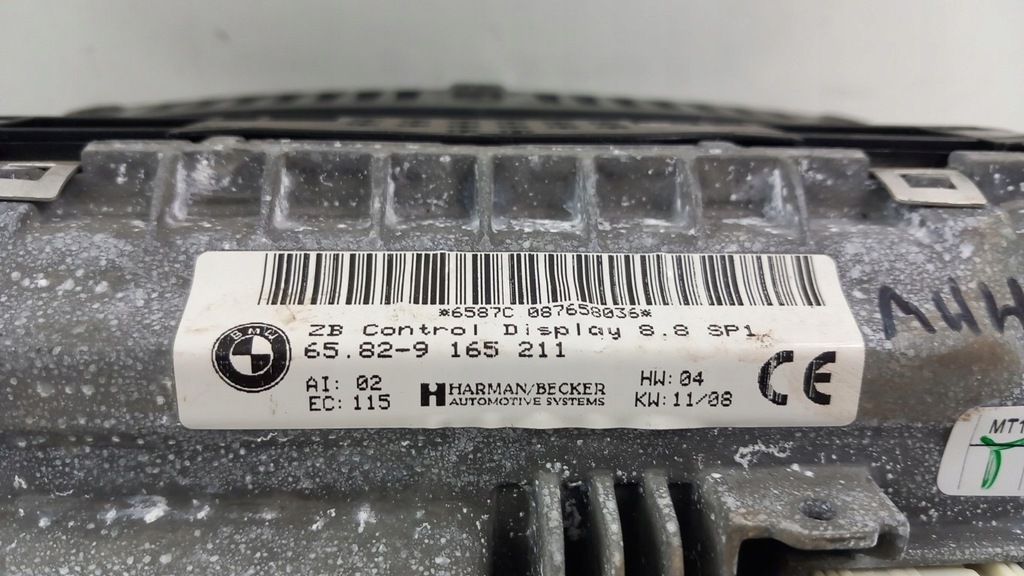 *6587C 087658036*
ZB Control Display 8.8 SP1
65.82-9 165 211
BMW
AI: 02
EC: 115
HARMAN/BECKER
AUTOMOTIVE SYSTEMS
HW: 04
KW: 11/08
CE